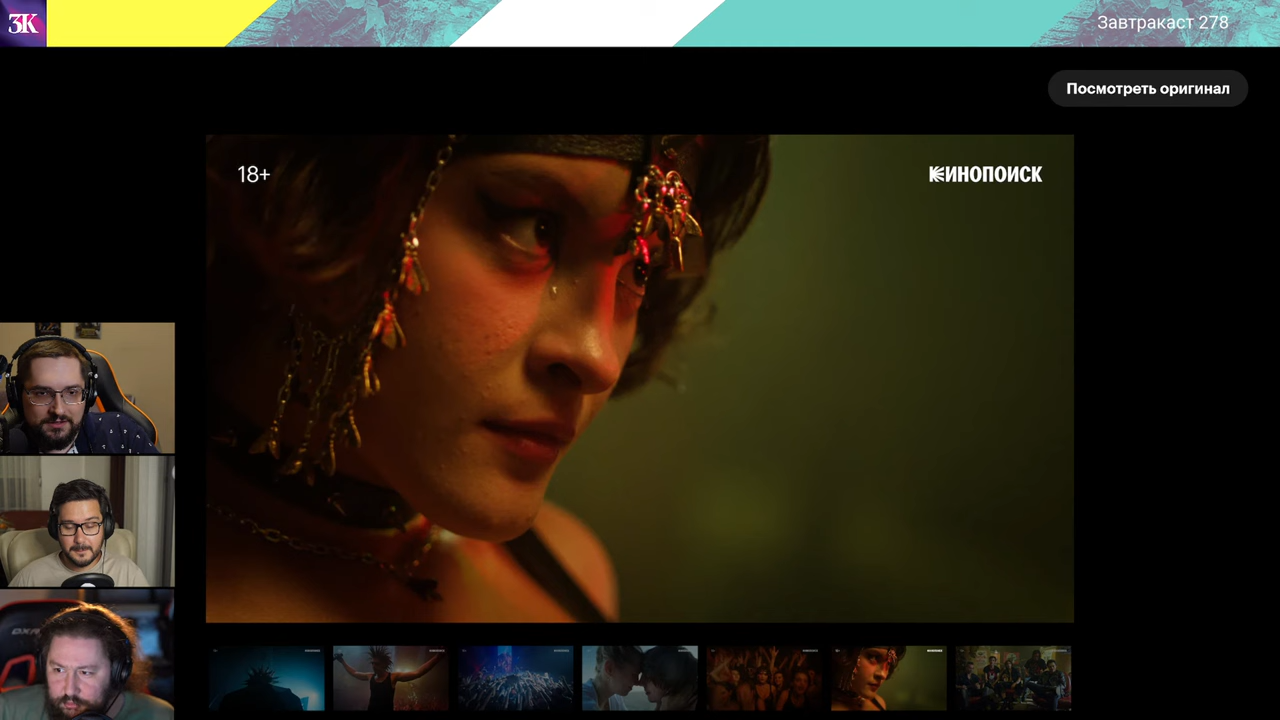 ЗК
Завтракаст 278
Посмотреть оригинал
18+
КИНОПОИСК